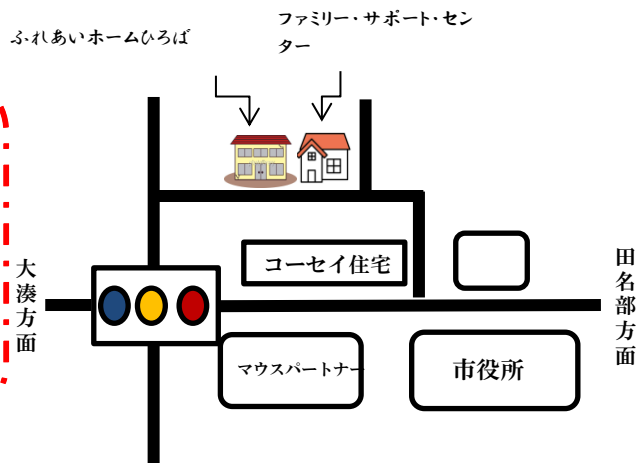 ふれあいホームひろば
ファミリー・サポート・セン
ター
コーセイ住宅
大湊方面
田名部方面
マウスパートナー
市役所